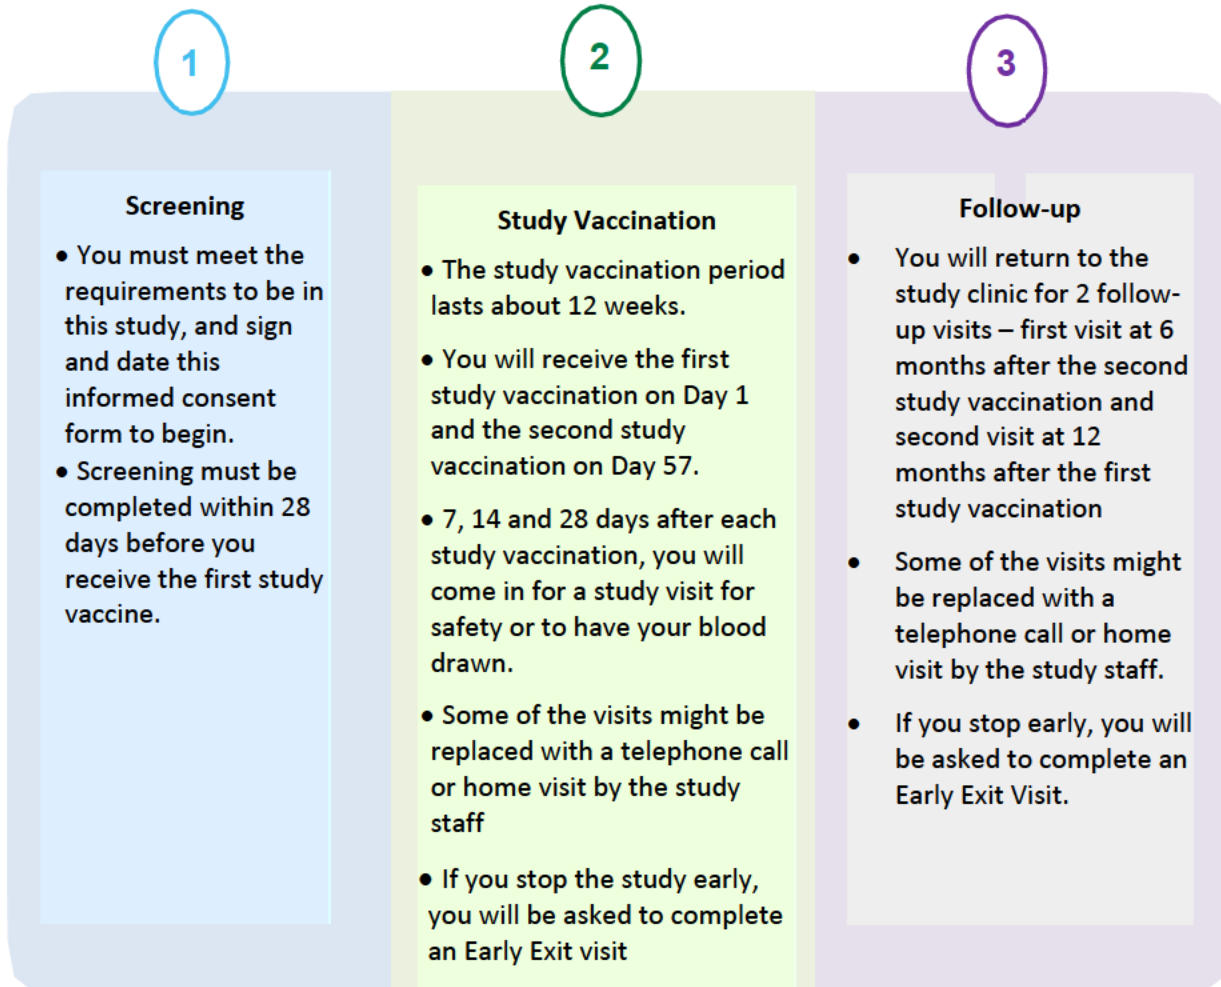 1
Screening
• You must meet the
requirements to be in
this study, and sign
and date this
informed consent
form to begin.
• Screening must be
completed within 28
days before you
receive the first study
vaccine.
2
Study Vaccination
• The study vaccination period
lasts about 12 weeks.
• You will receive the first
study vaccination on Day 1
and the second study
vaccination on Day 57.
• 7, 14 and 28 days after each
study vaccination, you will
come in for a study visit for
safety or to have your blood
drawn.
• Some of the visits might be
replaced with a telephone call
or home visit by the study
staff
• If you stop the study early,
you will be asked to complete
an Early Exit visit
3
Follow-up
• You will return to the
study clinic for 2 follow-
up visits – first visit at 6
months after the second
study vaccination and
second visit at 12
months after the first
study vaccination
• Some of the visits might
be replaced with a
telephone call or home
visit by the study staff.
• If you stop early, you will
be asked to complete an
Early Exit Visit.